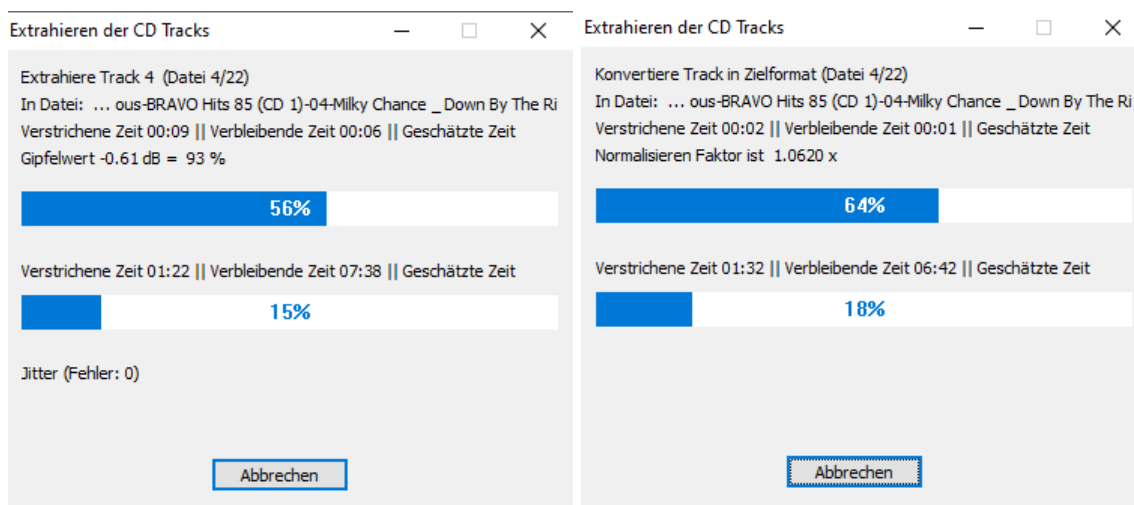 Extrahieren der CD Tracks
Extrahiere Track 4 (Datei 4/22)
In Datei: ... ous-BRAVO Hits 85 (CD 1)-04-Milky Chance _ Down By The Ri
Verstrichene Zeit 00:09 || Verbleibende Zeit 00:06 || Geschätzte Zeit
Gipfelwert -0.61 dB = 93 %
56%
Verstrichene Zeit 01:22 || Verbleibende Zeit 07:38 || Geschätzte Zeit
15%
Jitter (Fehler: 0)
Abbrechen
Extrahieren der CD Tracks
Konvertiere Track in Zielformat (Datei 4/22)
In Datei: ... ous-BRAVO Hits 85 (CD 1)-04-Milky Chance _ Down By The Ri
Verstrichene Zeit 00:02 || Verbleibende Zeit 00:01 || Geschätzte Zeit
Normalisieren Faktor ist 1.0620 x
64%
Verstrichene Zeit 01:32 || Verbleibende Zeit 06:42 || Geschätzte Zeit
18%
Abbrechen